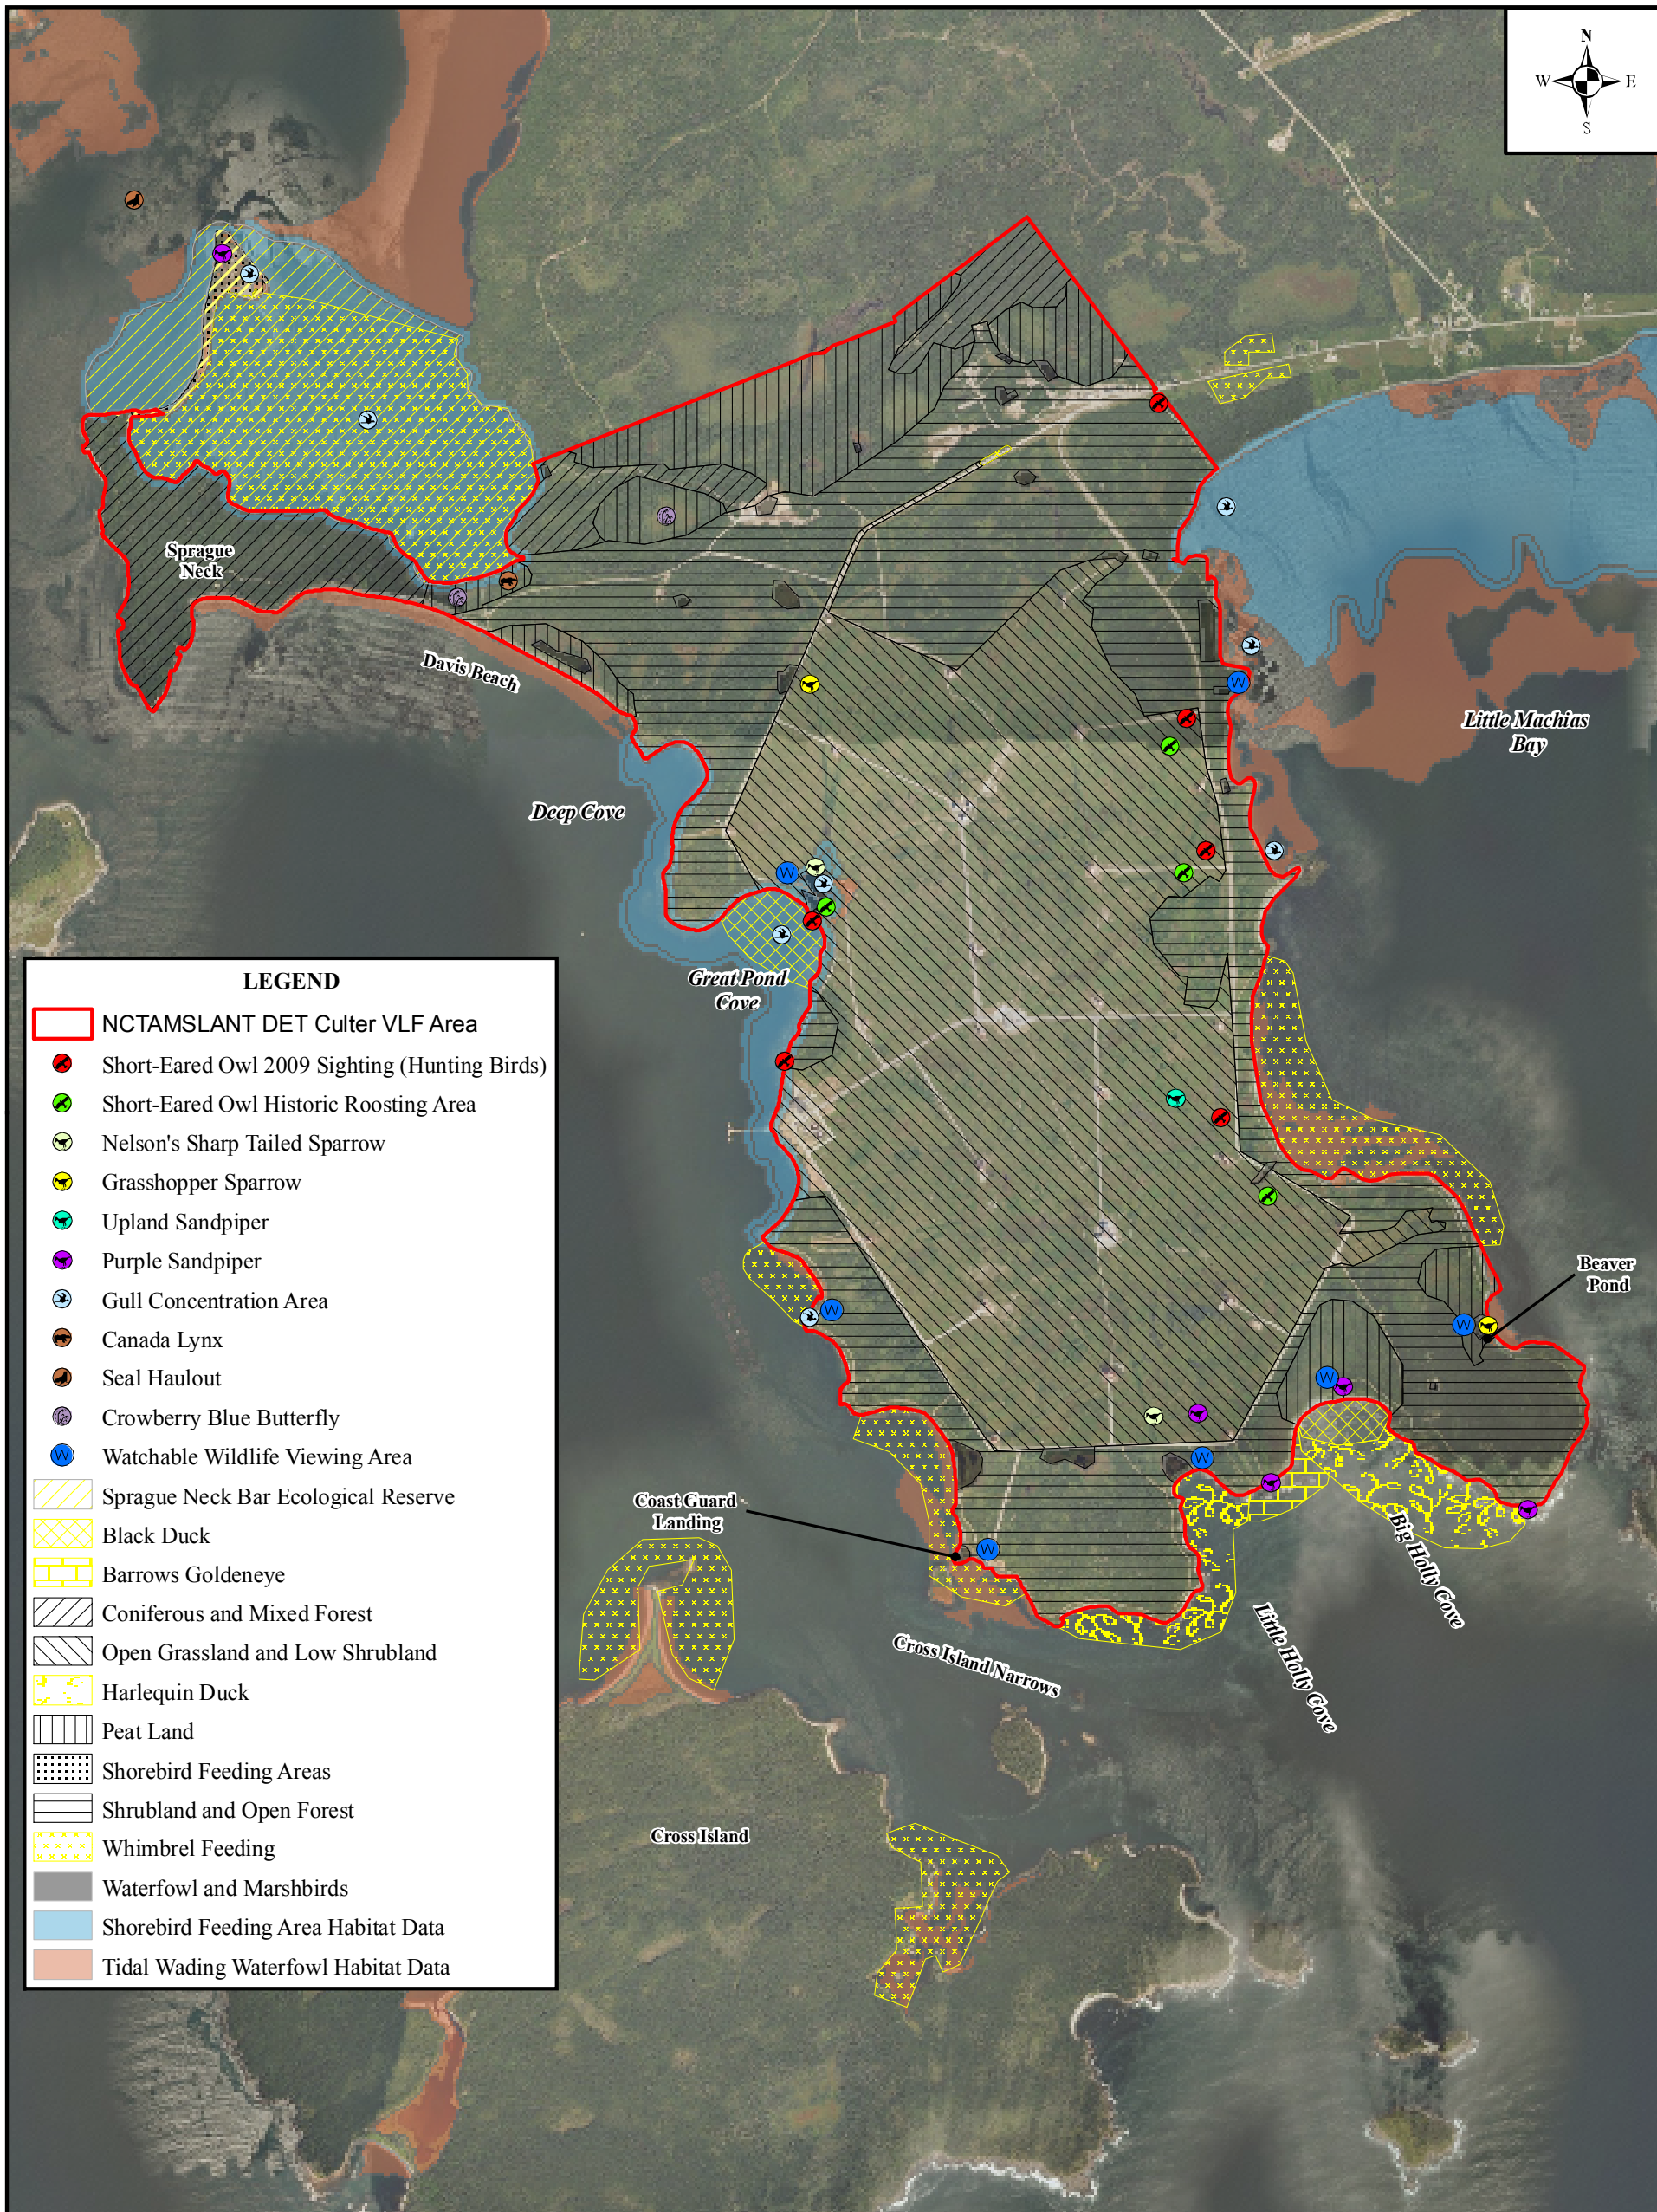 N
W
E
S
Sprague
Neck
Davis Beach
Little Machias
Bay
Deep Cove
Great Pond
Cove
Beaver
Pond
Coast Guard
Landing
Big Holly Cove
Little Holly Cove
Cross Island Narrows
Cross Island
W
W
W
W
W
W
W
LEGEND
NCTAMSLANT DET Culter VLF Area
Short-Eared Owl 2009 Sighting (Hunting Birds)
Short-Eared Owl Historic Roosting Area
Nelson's Sharp Tailed Sparrow
Grasshopper Sparrow
Upland Sandpiper
Purple Sandpiper
Gull Concentration Area
Canada Lynx
Seal Haulout
Crowberry Blue Butterfly
W Watchable Wildlife Viewing Area
Sprague Neck Bar Ecological Reserve
Black Duck
Barrows Goldeneye
Coniferous and Mixed Forest
Open Grassland and Low Shrubland
Harlequin Duck
Peat Land
Shorebird Feeding Areas
Shrubland and Open Forest
Whimbrel Feeding
Waterfowl and Marshbirds
Shorebird Feeding Area Habitat Data
Tidal Wading Waterfowl Habitat Data